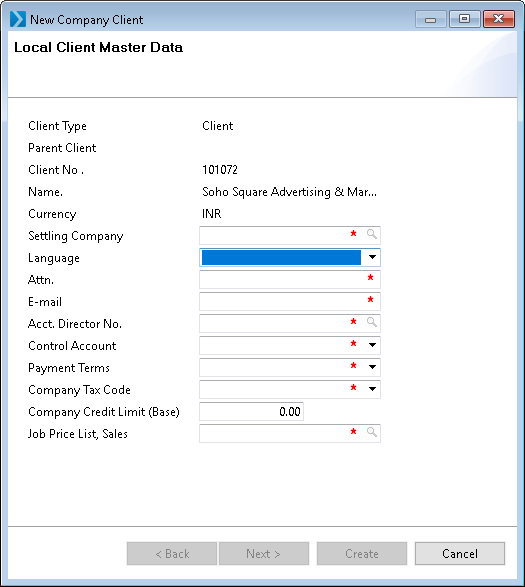 New Company Client
Local Client Master Data
Client Type Client
Parent Client
Client No . 101072
Name. Soho Square Advertising & Mar...
Currency INR
Settling Company *
Language
Attn. *
E-mail *
Acct. Director No. *
Control Account *
Payment Terms *
Company Tax Code *
Company Credit Limit (Base) 0.00
Job Price List, Sales *
< Back Next > Create Cancel